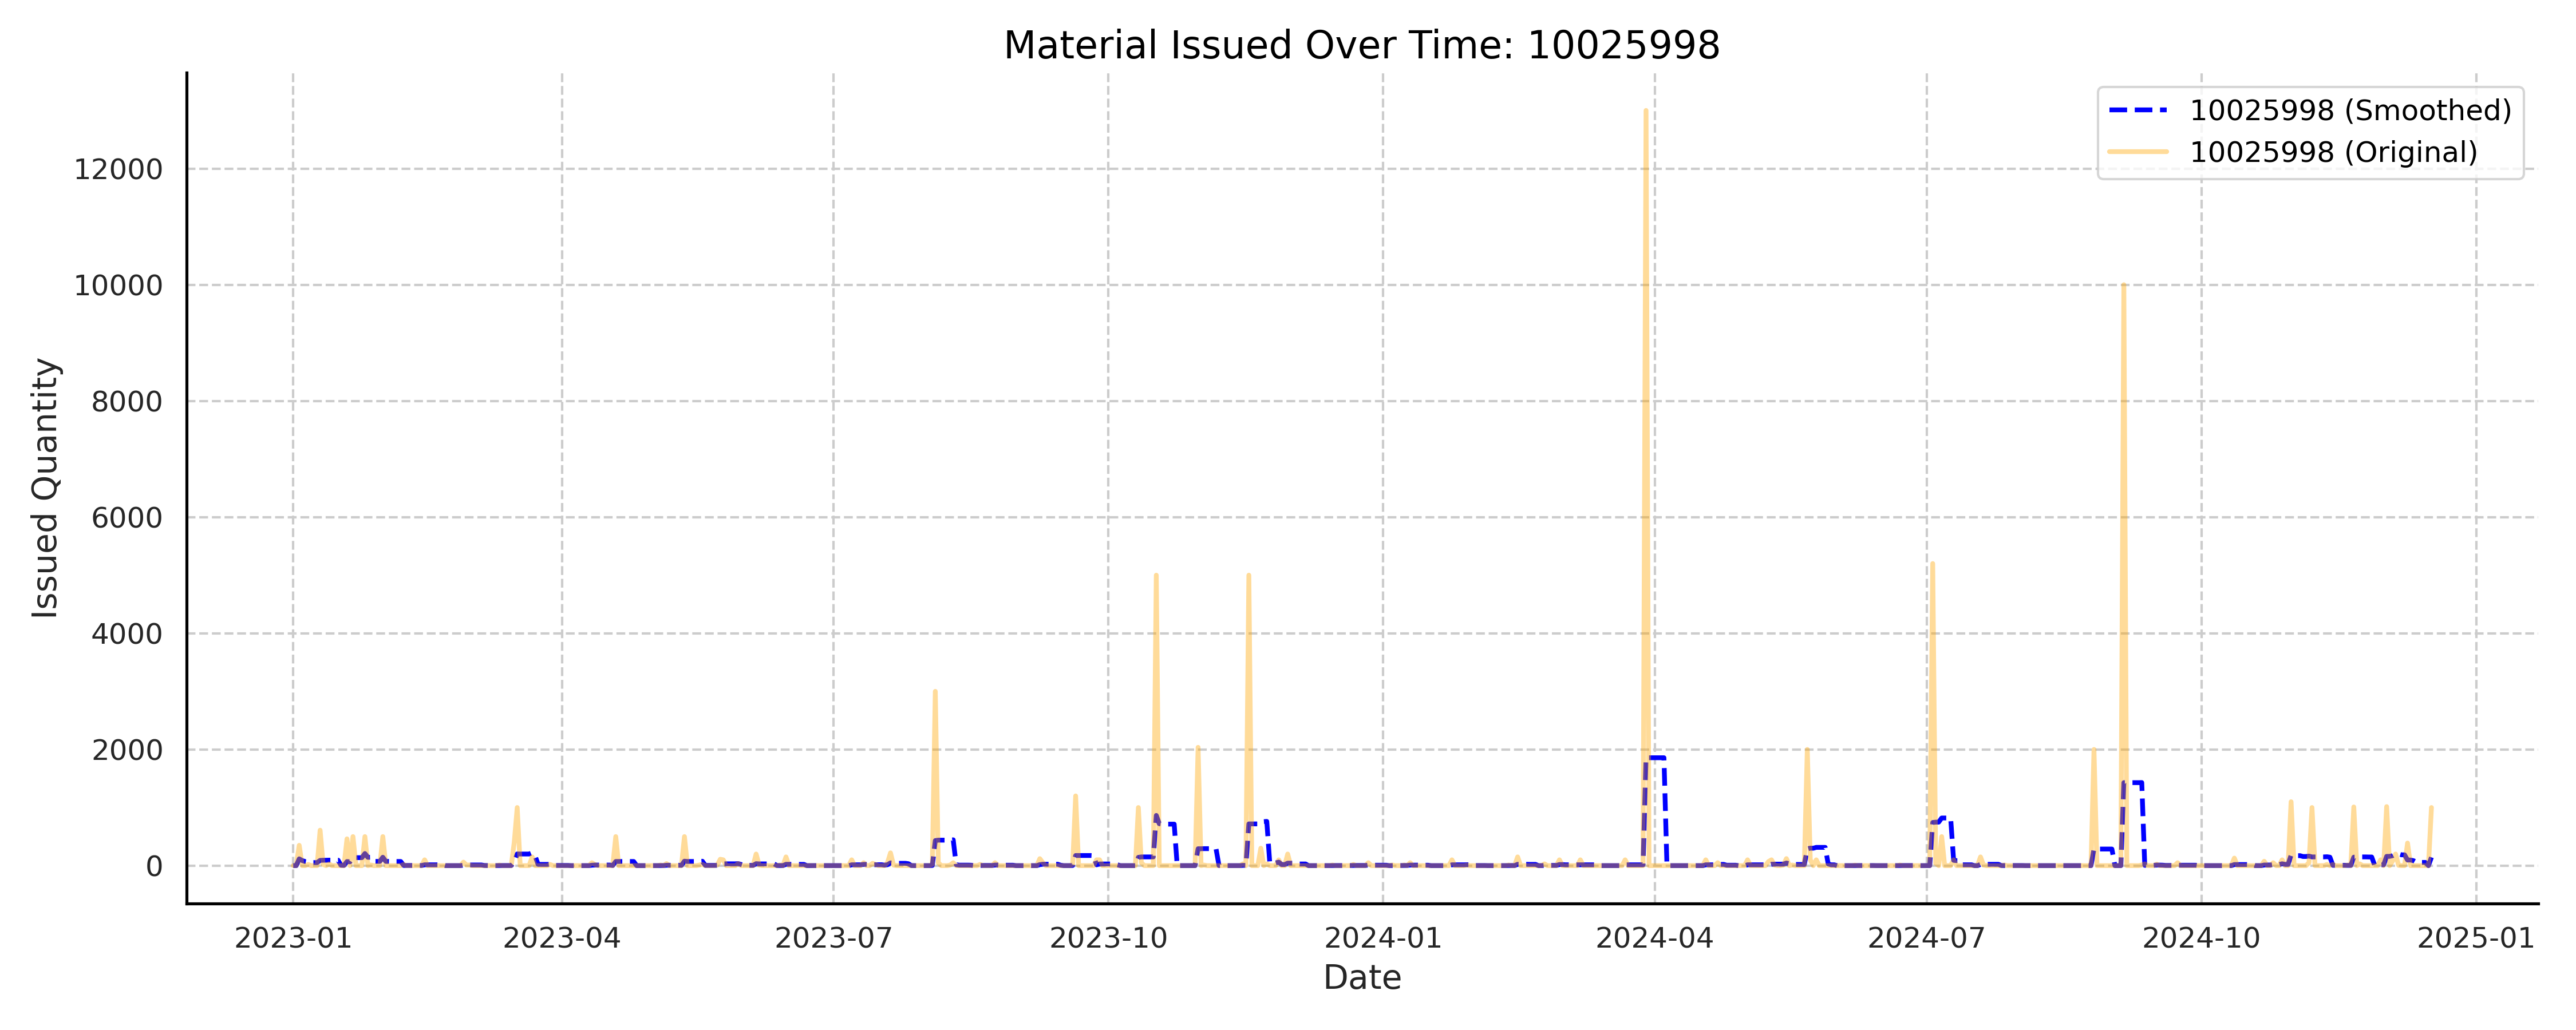 Material Issued Over Time: 10025998
10025998 (Smoothed)
10025998 (Original)
Issued Quantity
12000
10000
8000
6000
4000
2000
0
2023-01 2023-04 2023-07 2023-10 2024-01 2024-04 2024-07 2024-10 2025-01
Date